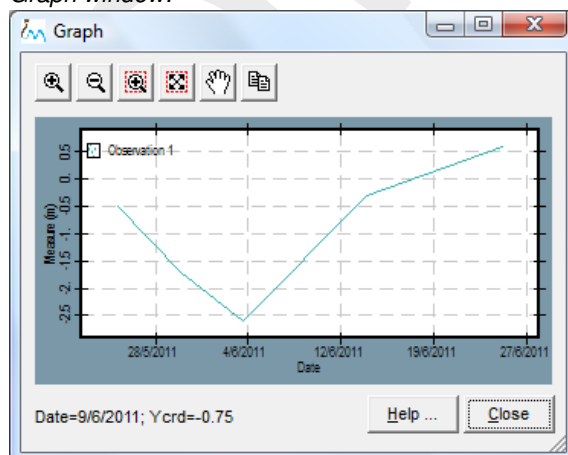 Graph window:
Graph
Observation 1
0.5
0.
-0.5
-1.
-1.5
-2.
-2.5
Measure (m)
28/5/2011 4/6/2011 12/6/2011 19/6/2011 27/6/2011
Date
Date=9/6/2011; Ycrd=-0.75
Help ...
Close